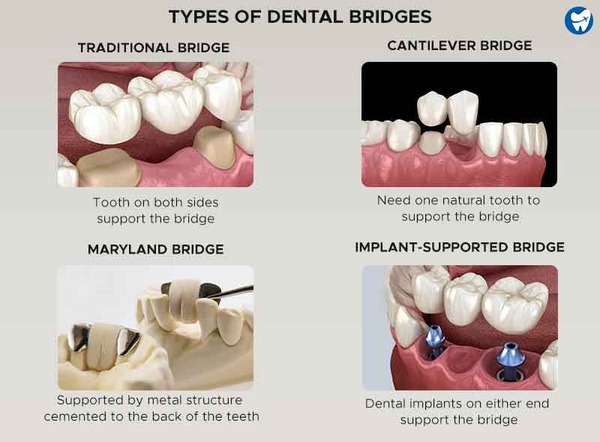 TYPES OF DENTAL BRIDGES
TRADITIONAL BRIDGE
Tooth on both sides
support the bridge
CANTILEVER BRIDGE
Need one natural tooth to
support the bridge
MARYLAND BRIDGE
Supported by metal structure
cemented to the back of the teeth
IMPLANT-SUPPORTED BRIDGE
Dental implants on either end
support the bridge